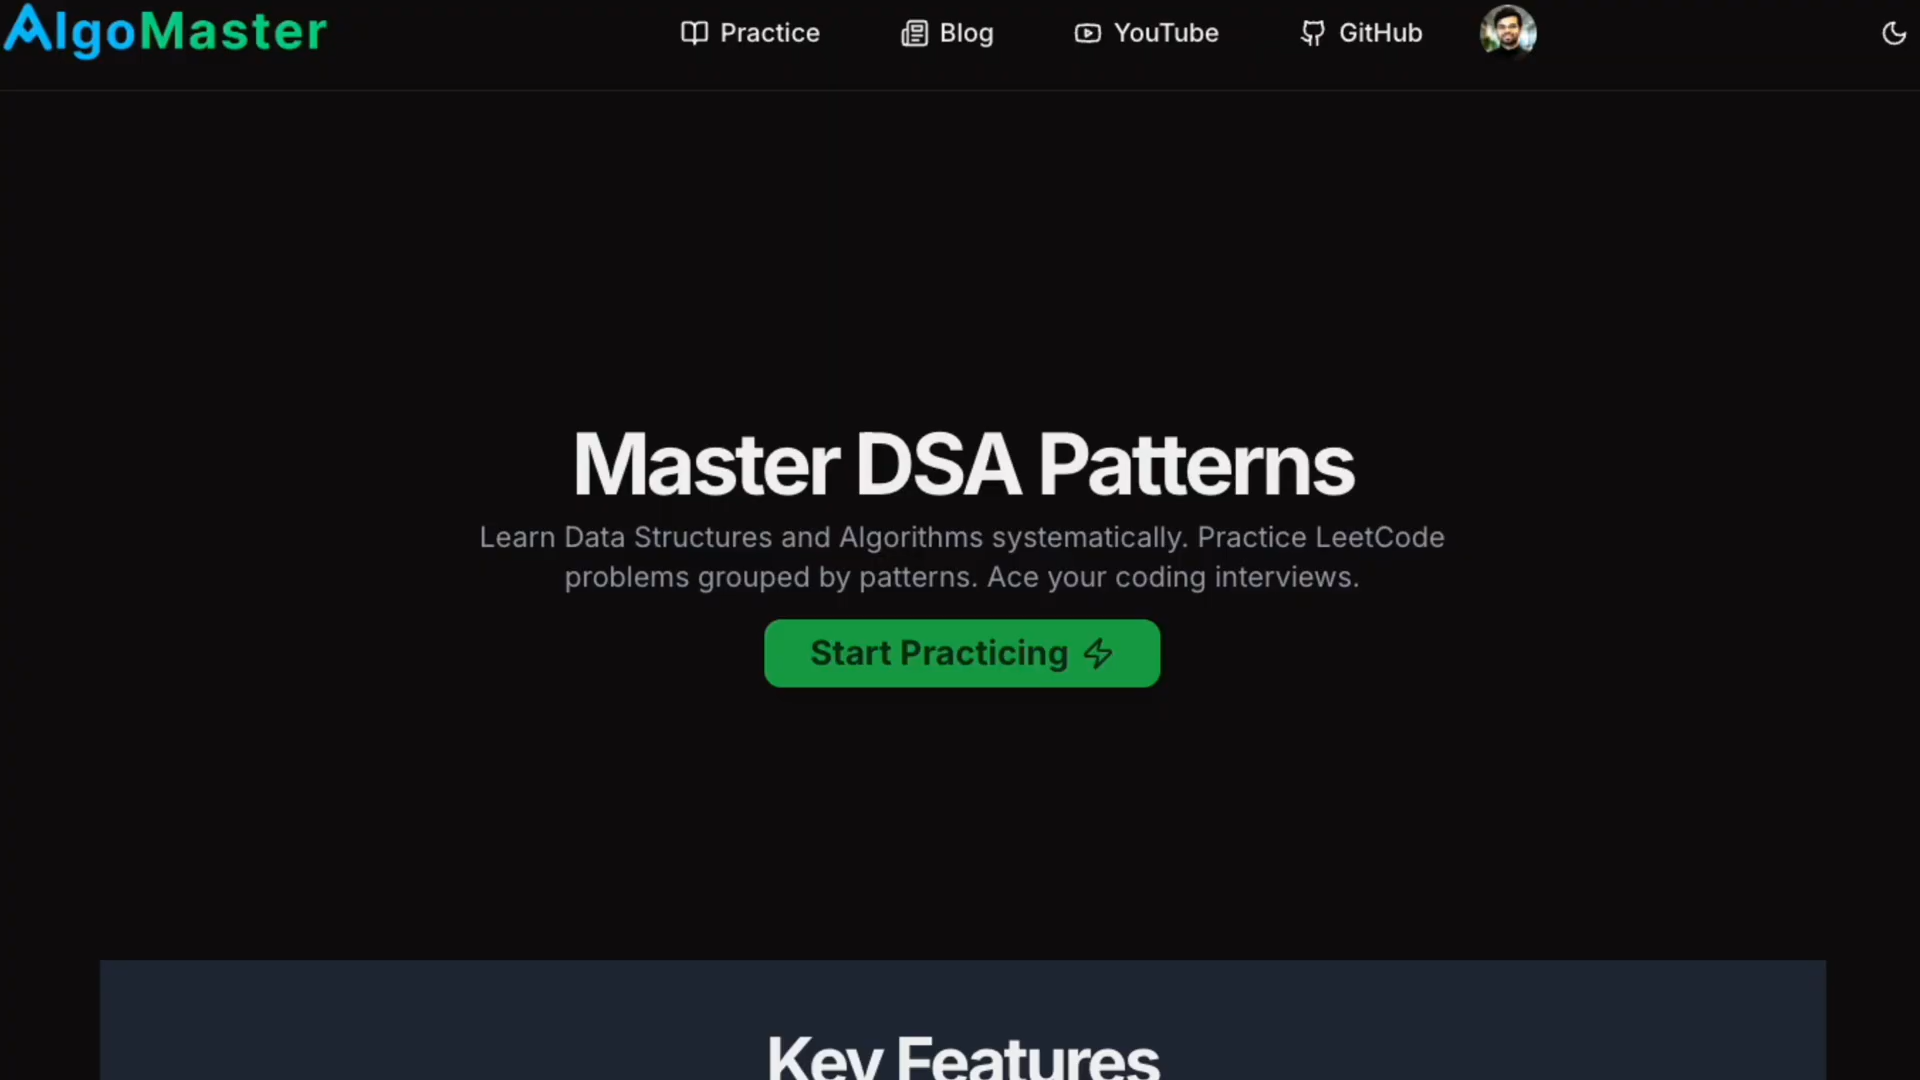 AlgoMaster
Practice
Blog
YouTube
GitHub
Master DSA Patterns
Learn Data Structures and Algorithms systematically. Practice LeetCode
problems grouped by patterns. Ace your coding interviews.
Start Practicing
Key Features